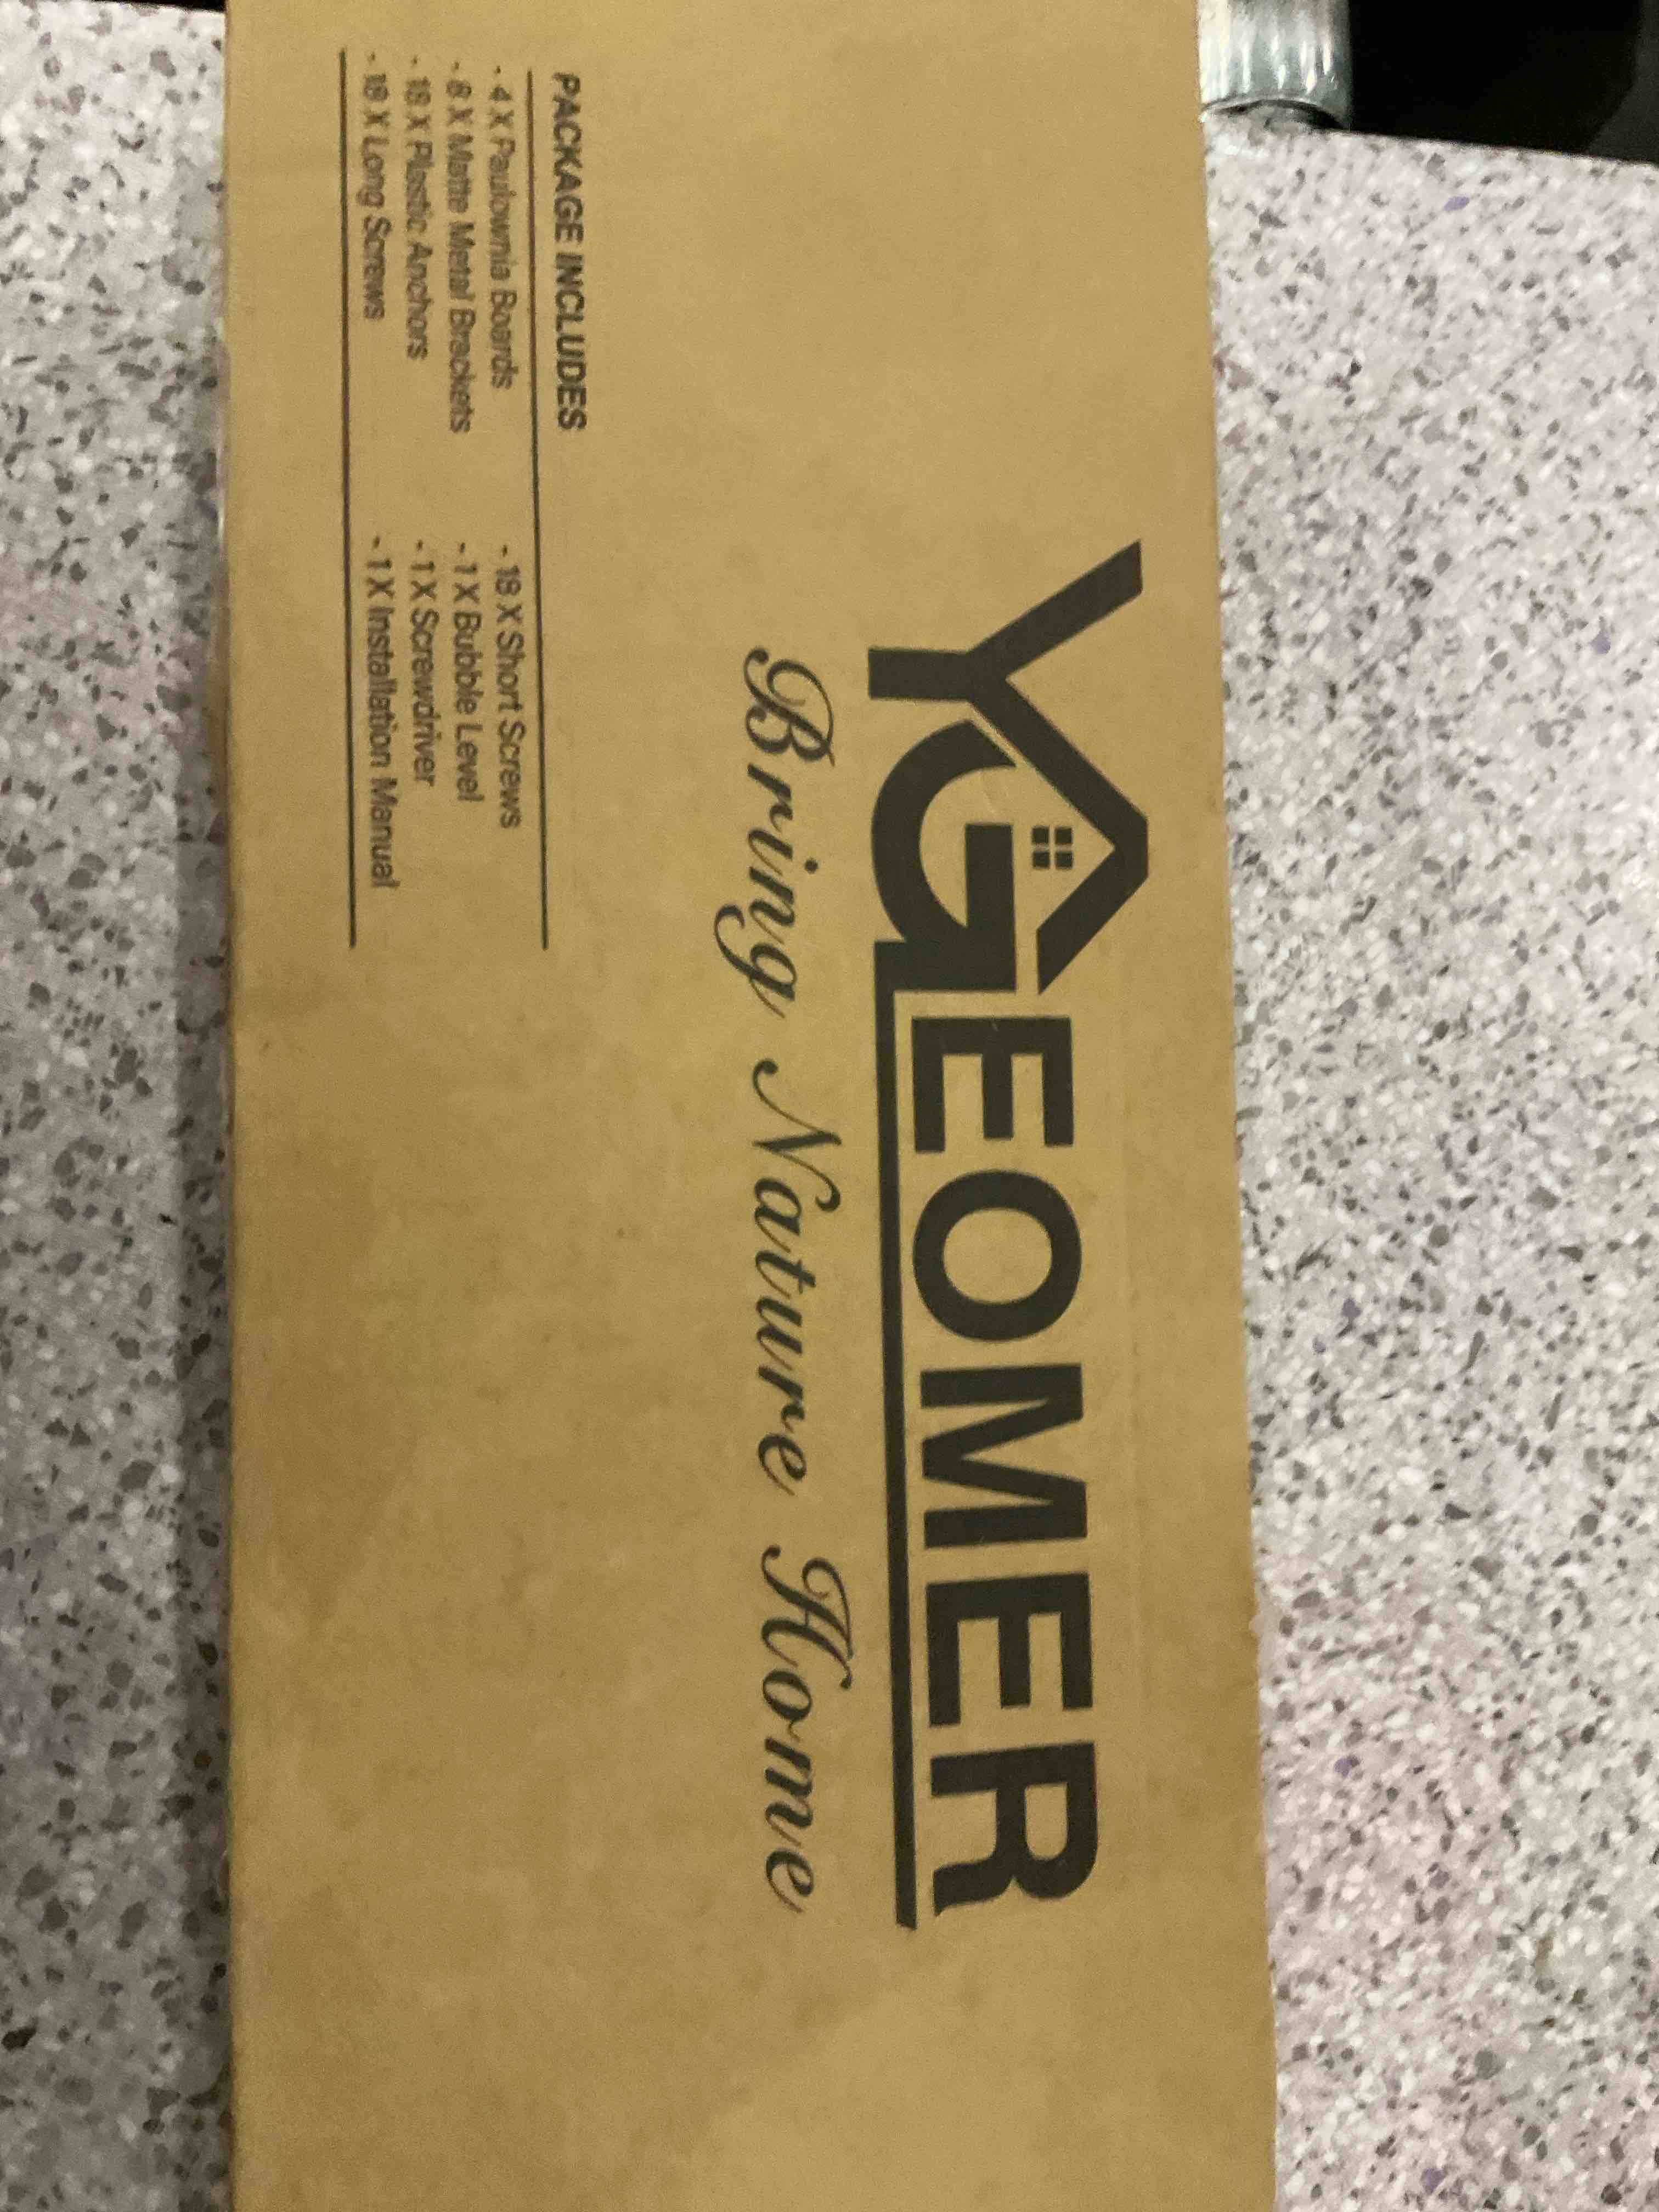 YGEOMER
Bring Nature Home
PACKAGE INCLUDES
- 4 X Paulownia Boards
- 8 X Matte Metal Brackets
- 18 X Plastic Anchors
- 18 X Long Screws
- 18 X Short Screws
- 1 X Bubble Level
- 1 X Screwdriver
- 1 X Installation Manual